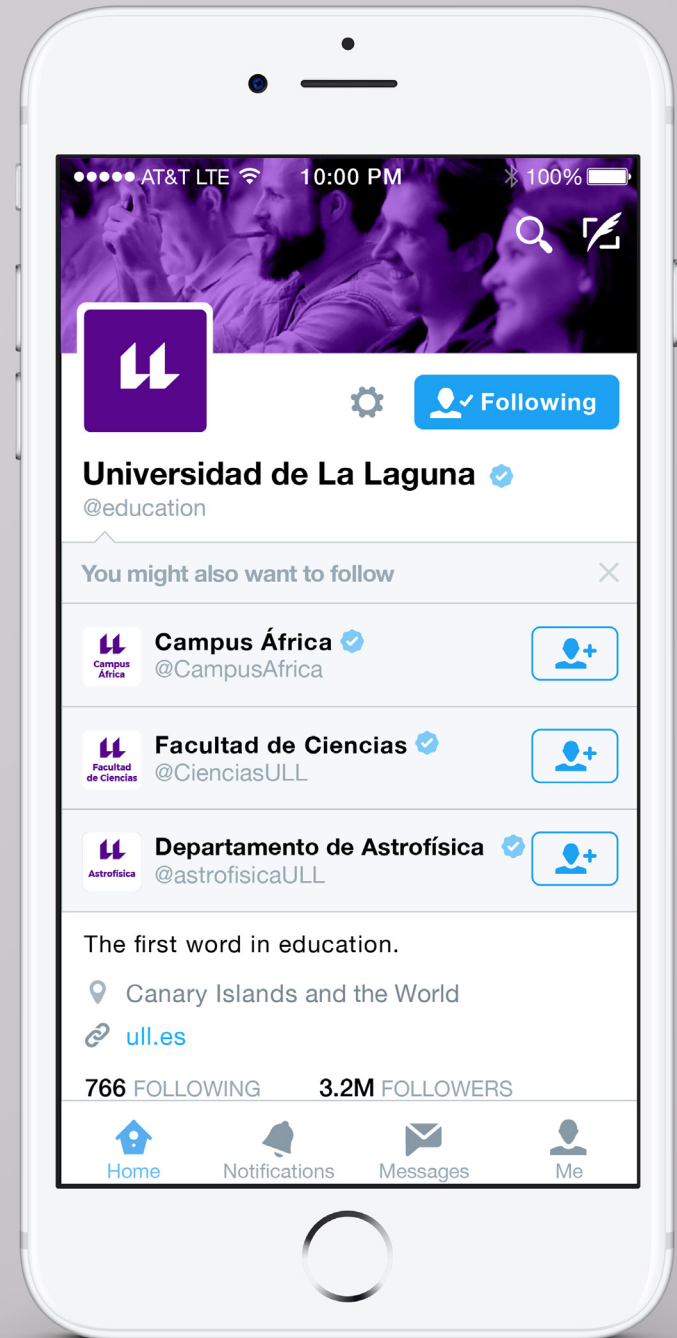 AT&T LTE 10:00 PM 100%
Following
Universidad de La Laguna
@education
You might also want to follow
Campus África
@CampusAfrica
Campus
África
Facultad de Ciencias
@CienciasULL
Facultad
de Ciencias
Departamento de Astrofísica
@astrofisicaULL
Astrofísica
The first word in education.
Canary Islands and the World
ull.es
766 FOLLOWING 3.2M FOLLOWERS
Home Notifications Messages Me